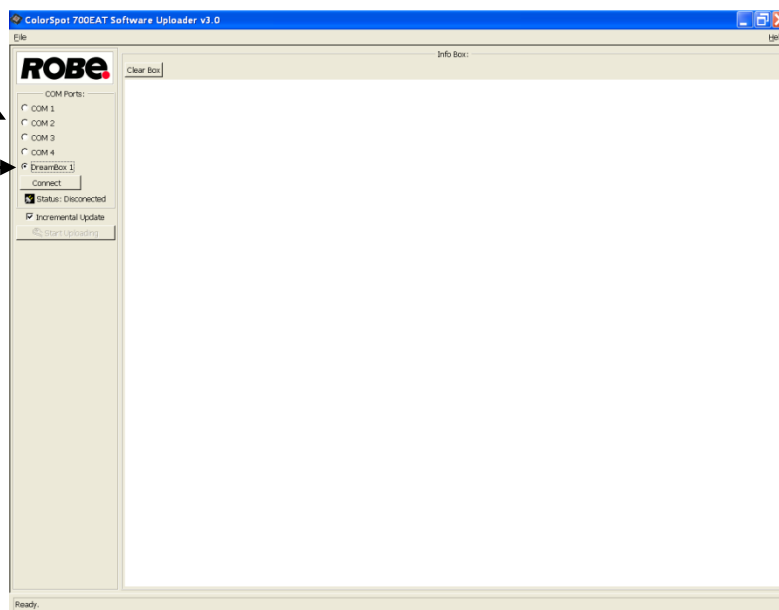 ColorSpot 700EAT Software Uploader v3.0
File
Hel
ROBE
Info Box:
Clear Box
COM Ports:
COM 1
COM 2
COM 3
COM 4
DreamBox 1
Connect
Status: Disconected
Incremental Update
Start Uploading
Ready.